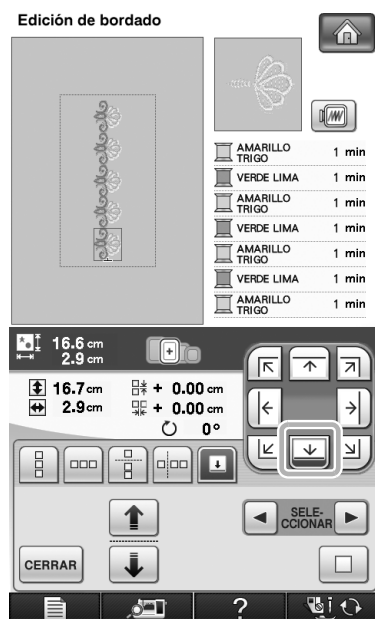 Edición de bordado
AMARILLO
TRIGO
1 min
VERDE LIMA 1 min
AMARILLO
TRIGO
1 min
VERDE LIMA 1 min
AMARILLO
TRIGO
1 min
VERDE LIMA 1 min
AMARILLO
TRIGO
1 min
16.6 cm
2.9 cm
16.7 cm + 0.00 cm
2.9 cm + 0.00 cm
0°
SELE-
CCIONAR
CERRAR
?